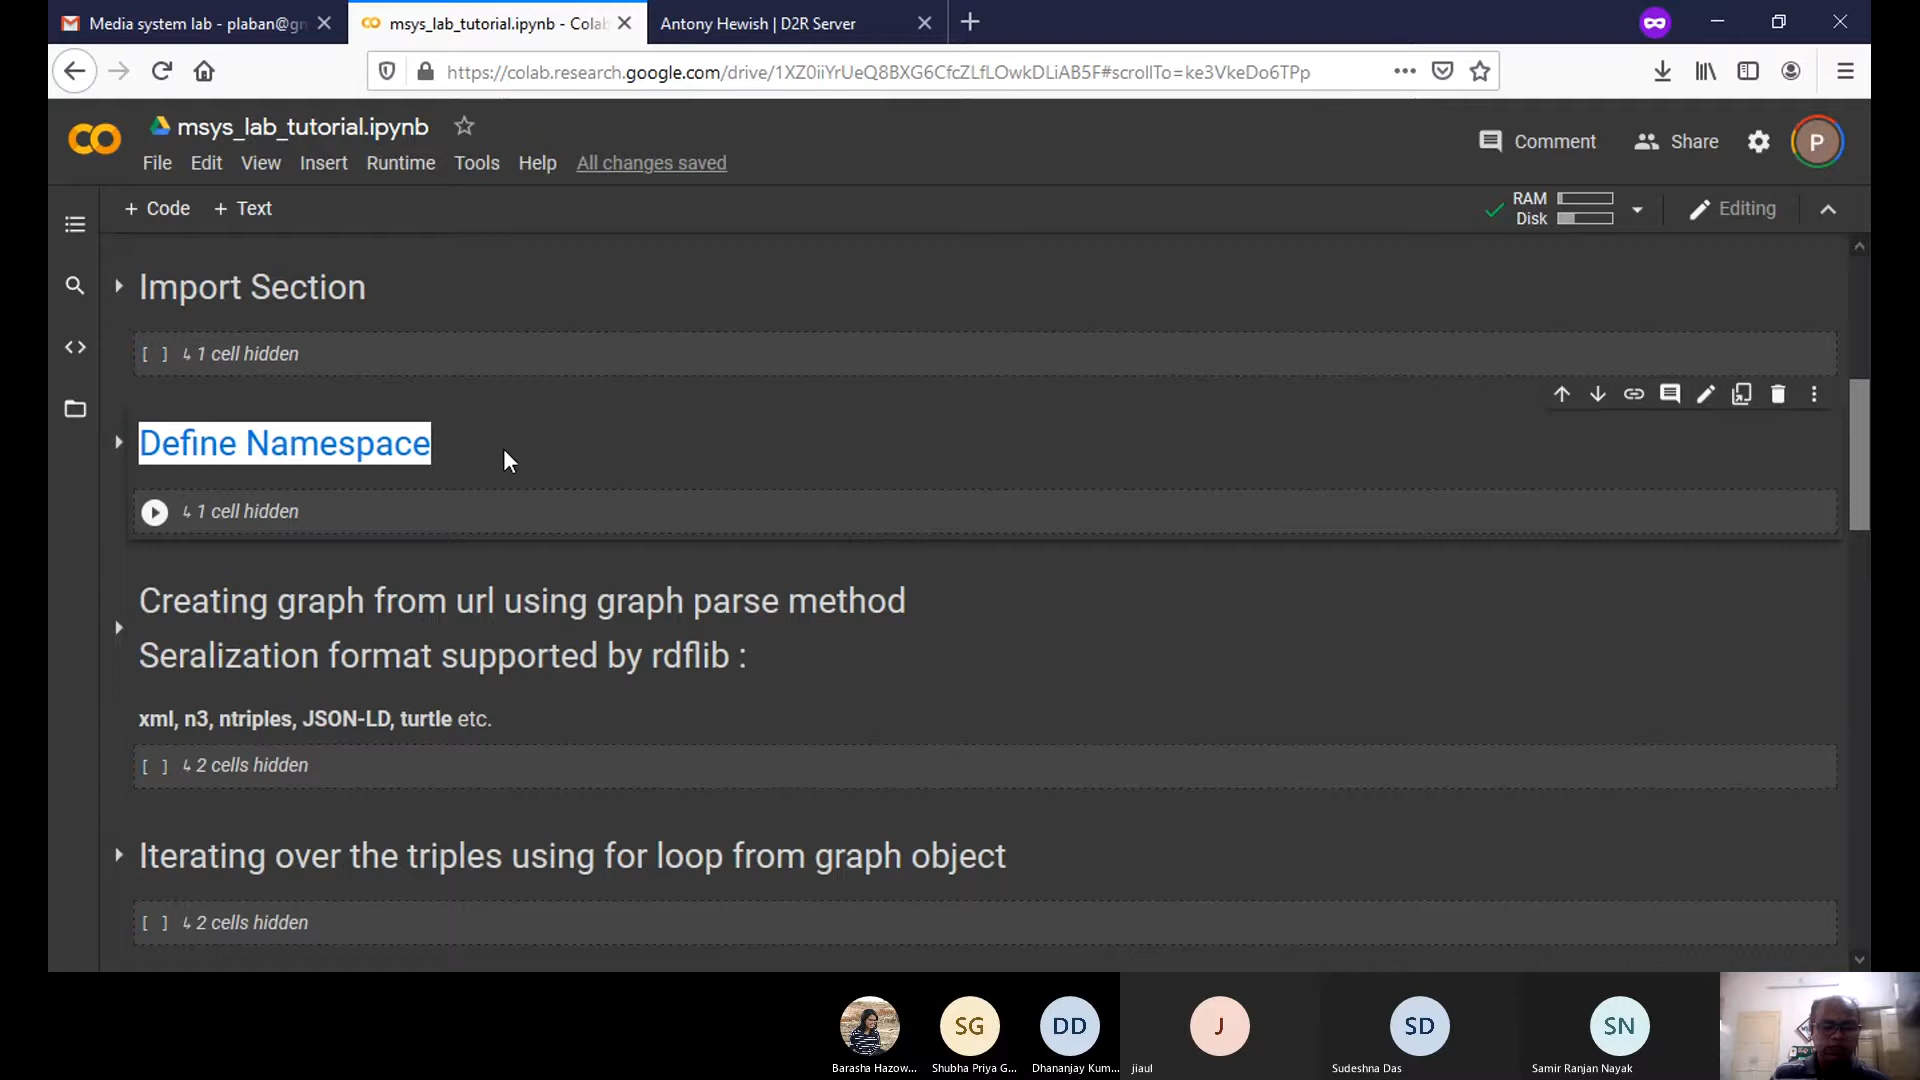 Media system lab - plaban@gm
msys_lab_tutorial.ipynb - Colab
Antony Hewish | D2R Server
https://colab.research.google.com/drive/1XZ0iiYrUeQ8BXG6CfcZLfLOwkDLiAB5F#scrollTo=ke3VkeDo6TPp
CO
msys_lab_tutorial.ipynb
File Edit View Insert Runtime Tools Help All changes saved
Comment
Share
P
+ Code + Text
RAM
Disk
Editing
Import Section
[ ] ↳ 1 cell hidden
Define Namespace
↳ 1 cell hidden
Creating graph from url using graph parse method
Seralization format supported by rdflib :
xml, n3, ntriples, JSON-LD, turtle etc.
[ ] ↳ 2 cells hidden
Iterating over the triples using for loop from graph object
[ ] ↳ 2 cells hidden
SG
DD
J
SD
SN
Barasha Hazow...
Shubha Priya G...
Dhananjay Kum...
jiaul
Sudeshna Das
Samir Ranjan Nayak